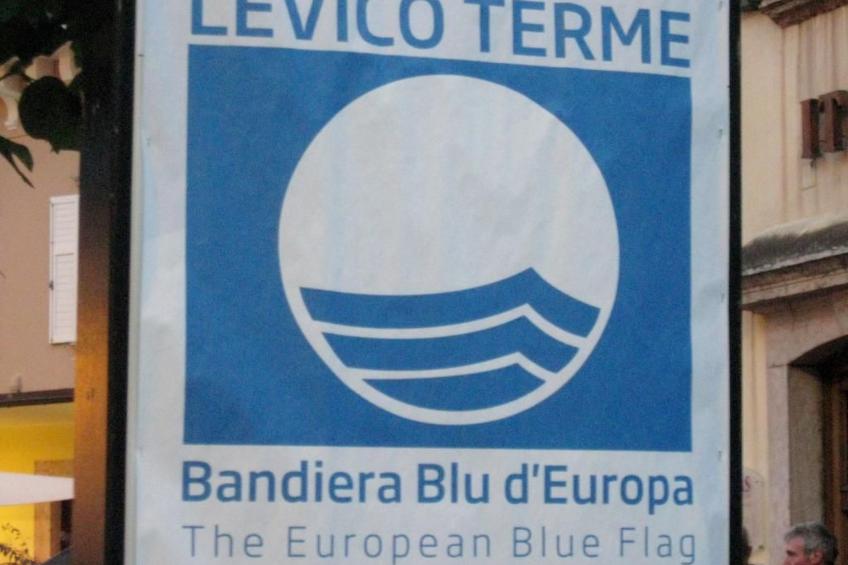 LEVICO TERME
Bandiera Blu d'Europa
The European Blue Flag